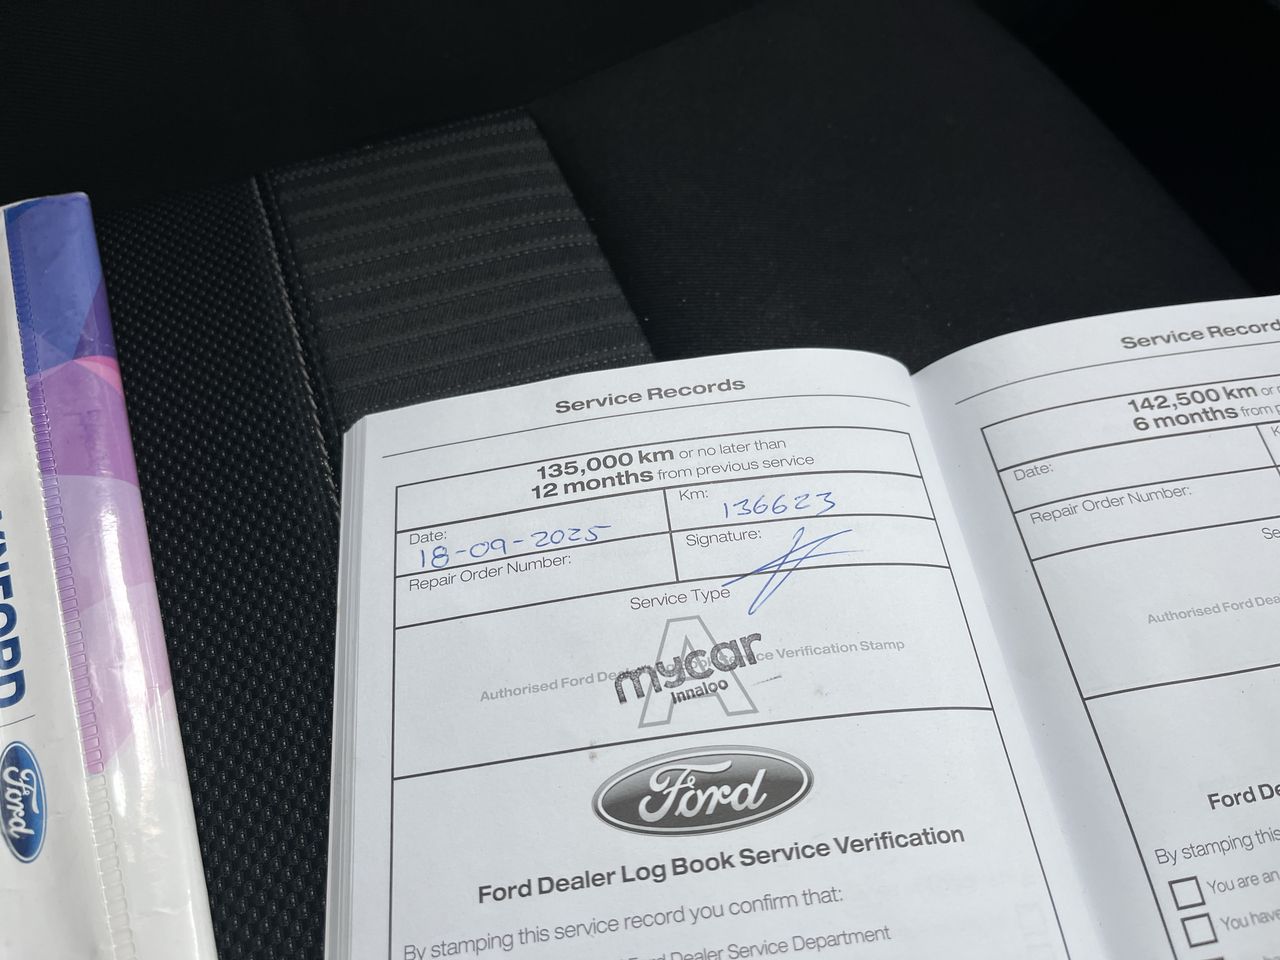 Service Records
135,000 km or no later than
12 months from previous service
Date:
18-09-2025
Km:
136623
Repair Order Number:
Signature:
Service Type
A
Authorised Ford Verification Stamp
mycar
Innaloo
Ford
Ford Dealer Log Book Service Verification
By stamping this service record you confirm that:
Dealer Service Department
Service
142,500 km
6 months from
Date:
Repair Order Number:
Authorised Ford
Ford
By stamping this
You are an
You have
Ford